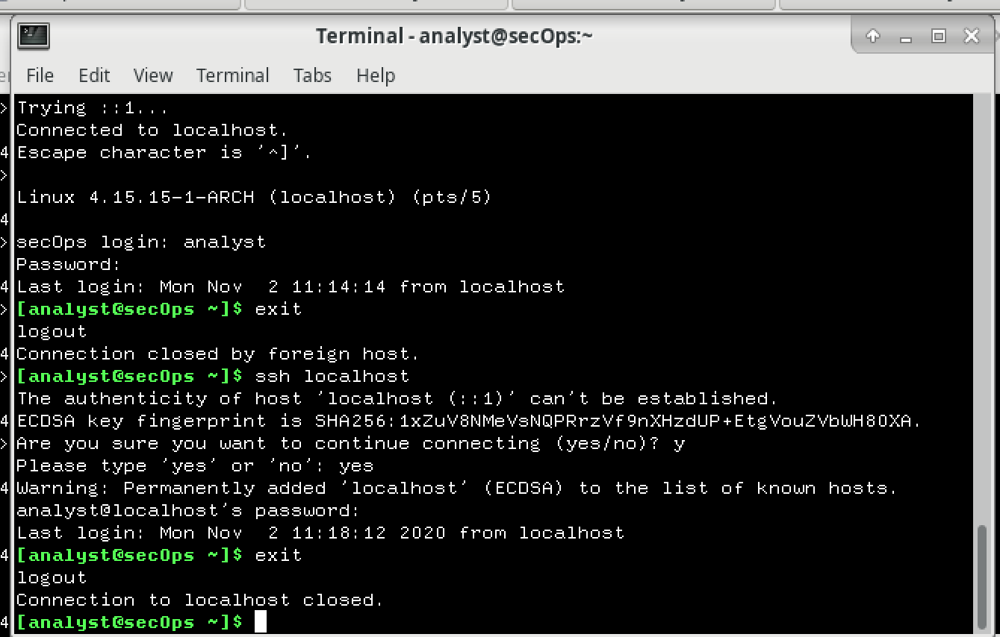 Terminal - analyst@secOps:~
File Edit View Terminal Tabs Help
Trying ::1...
Connected to localhost.
Escape character is '^]'.
Linux 4.15.15-1-ARCH (localhost) (pts/5)
secOps login: analyst
Password:
Last login: Mon Nov  2 11:14:14 from localhost
[analyst@secOps ~]$ exit
logout
Connection closed by foreign host.
[analyst@secOps ~]$ ssh localhost
The authenticity of host 'localhost (::1)' can't be established.
ECDSA key fingerprint is SHA256:1xZuV8NMeVsNQPRrzVf9nXHzdUP+EtgVouZVbWH80XA.
Are you sure you want to continue connecting (yes/no)? y
Please type 'yes' or 'no': yes
Warning: Permanently added 'localhost' (ECDSA) to the list of known hosts.
analyst@localhost's password:
Last login: Mon Nov  2 11:18:12 2020 from localhost
[analyst@secOps ~]$ exit
logout
Connection to localhost closed.
[analyst@secOps ~]$